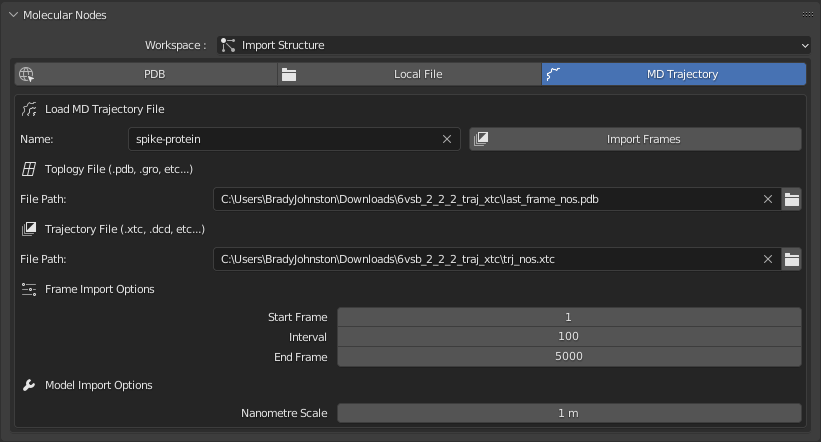 Molecular Nodes
Workspace : Import Structure
PDB Local File MD Trajectory
Load MD Trajectory File
Name: spike-protein Import Frames
Toplogy File (.pdb, .gro, etc...)
File Path: C:\Users\BradyJohnston\Downloads\6vsb_2_2_2_traj_xtc\last_frame_nos.pdb
Trajectory File (.xtc, .dcd, etc...)
File Path: C:\Users\BradyJohnston\Downloads\6vsb_2_2_2_traj_xtc\trj_nos.xtc
Frame Import Options
Start Frame 1
Interval 100
End Frame 5000
Model Import Options
Nanometre Scale 1 m